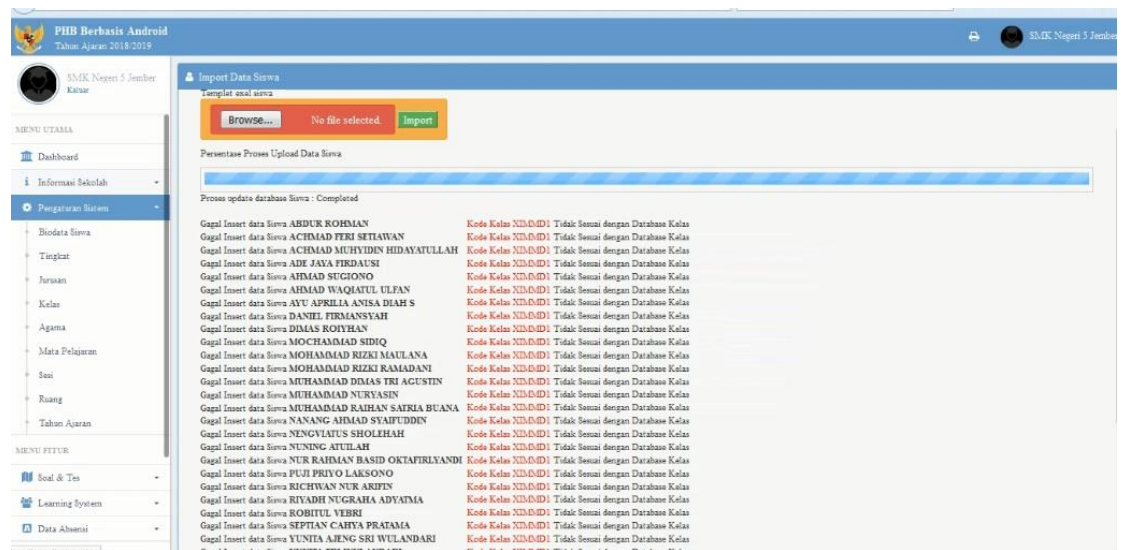 PHB Berbasis Android
Tahun Ajaran 2018/2019
SMK Negeri 5 Jember
SMK Negeri 5 Jember
Keluar
MENU UTAMA
Dashboard
Informasi Sekolah
Pengaturan Sistem
Biodata Siswa
Tingkat
Jurusan
Kelas
Agama
Mata Pelajaran
Sesi
Ruang
Tahun Ajaran
MENU FITUR
Soal & Tes
Learning System
Data Absensi
Import Data Siswa
Templat exel siswa
Browse... No file selected. Import
Persentase Proses Upload Data Siswa
Proses update database Siswa : Completed
Gagal Insert data Siswa ABDUR ROHMAN Kode Kelas XIMMD1 Tidak Sesuai dengan Database Kelas
Gagal Insert data Siswa ACHMAD FERI SETIAWAN Kode Kelas XIMMD1 Tidak Sesuai dengan Database Kelas
Gagal Insert data Siswa ACHMAD MUHYIDIN HIDAYATULLAH Kode Kelas XIMMD1 Tidak Sesuai dengan Database Kelas
Gagal Insert data Siswa ADE JAYA FIRDAUSI Kode Kelas XIMMD1 Tidak Sesuai dengan Database Kelas
Gagal Insert data Siswa AHMAD SUGIONO Kode Kelas XIMMD1 Tidak Sesuai dengan Database Kelas
Gagal Insert data Siswa AHMAD WAQIATUL ULFAN Kode Kelas XIMMD1 Tidak Sesuai dengan Database Kelas
Gagal Insert data Siswa AYU APRILIA ANISA DIAH S Kode Kelas XIMMD1 Tidak Sesuai dengan Database Kelas
Gagal Insert data Siswa DANIEL FIRMANSYAH Kode Kelas XIMMD1 Tidak Sesuai dengan Database Kelas
Gagal Insert data Siswa DIMAS ROIYHAN Kode Kelas XIMMD1 Tidak Sesuai dengan Database Kelas
Gagal Insert data Siswa MOCHAMMAD SIDIQ Kode Kelas XIMMD1 Tidak Sesuai dengan Database Kelas
Gagal Insert data Siswa MOHAMMAD RIZKI MAULANA Kode Kelas XIMMD1 Tidak Sesuai dengan Database Kelas
Gagal Insert data Siswa MOHAMMAD RIZKI RAMADANI Kode Kelas XIMMD1 Tidak Sesuai dengan Database Kelas
Gagal Insert data Siswa MUHAMMAD DIMAS TRI AGUSTIN Kode Kelas XIMMD1 Tidak Sesuai dengan Database Kelas
Gagal Insert data Siswa MUHAMMAD NURYASIN Kode Kelas XIMMD1 Tidak Sesuai dengan Database Kelas
Gagal Insert data Siswa MUHAMMAD RAIHAN SATRIA BUANA Kode Kelas XIMMD1 Tidak Sesuai dengan Database Kelas
Gagal Insert data Siswa NANANG AHMAD SYAIFUDDIN Kode Kelas XIMMD1 Tidak Sesuai dengan Database Kelas
Gagal Insert data Siswa NENGVIATUS SHOLEHAH Kode Kelas XIMMD1 Tidak Sesuai dengan Database Kelas
Gagal Insert data Siswa NUNING ATUILAH Kode Kelas XIMMD1 Tidak Sesuai dengan Database Kelas
Gagal Insert data Siswa NUR RAHMAN BASID OKTAFIRLYANDI Kode Kelas XIMMD1 Tidak Sesuai dengan Database Kelas
Gagal Insert data Siswa PUJI PRIYO LAKSONO Kode Kelas XIMMD1 Tidak Sesuai dengan Database Kelas
Gagal Insert data Siswa RICHWAN NUR ARIFIN Kode Kelas XIMMD1 Tidak Sesuai dengan Database Kelas
Gagal Insert data Siswa RIYADH NUGRAHA ADYATMA Kode Kelas XIMMD1 Tidak Sesuai dengan Database Kelas
Gagal Insert data Siswa ROBITUL VEBRI Kode Kelas XIMMD1 Tidak Sesuai dengan Database Kelas
Gagal Insert data Siswa SEPTIAN CAHYA PRATAMA Kode Kelas XIMMD1 Tidak Sesuai dengan Database Kelas
Gagal Insert data Siswa YUNITA AJENG SRI WULANDARI Kode Kelas XIMMD1 Tidak Sesuai dengan Database Kelas